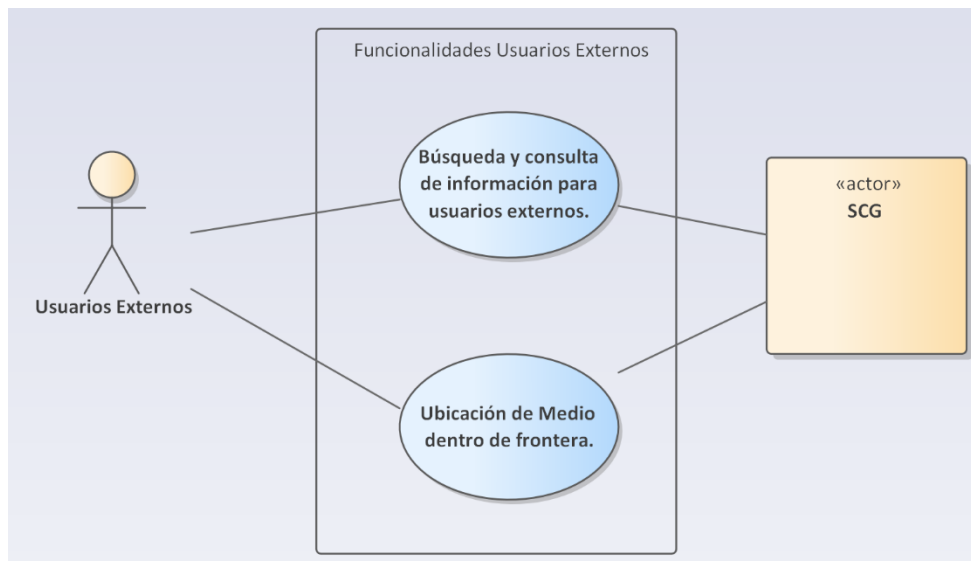 Funcionalidades Usuarios Externos
Búsqueda y consulta
de información para
usuarios externos.
«actor»
SCG
Usuarios Externos
Ubicación de Medio
dentro de frontera.